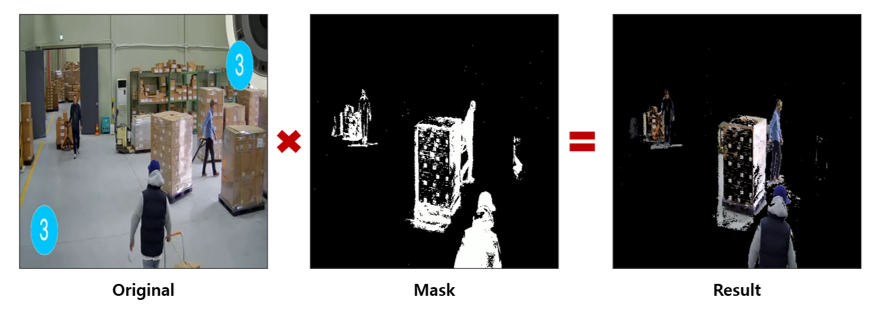 3
3
×
=
Original
Mask
Result